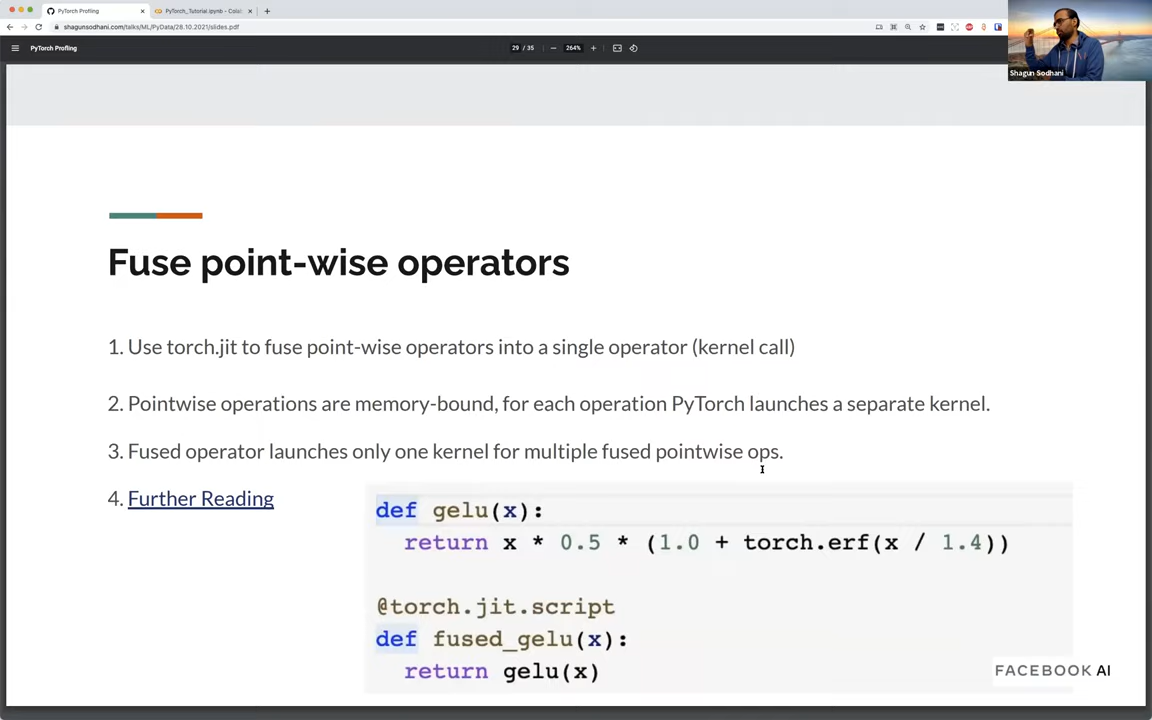 PyTorch Profling
PyTorch_Tutorial.ipynb - Colab
shagunsodhani.com/talks/ML/PyData/28.10.2021/slides.pdf
PyTorch Profling
29 / 35
264%
Shagun Sodhani
Fuse point-wise operators
1. Use torch.jit to fuse point-wise operators into a single operator (kernel call)
2. Pointwise operations are memory-bound, for each operation PyTorch launches a separate kernel.
3. Fused operator launches only one kernel for multiple fused pointwise ops.
4. Further Reading
def gelu(x):
return x * 0.5 * (1.0 + torch.erf(x / 1.4))
@torch.jit.script
def fused_gelu(x):
return gelu(x)
FACEBOOK AI